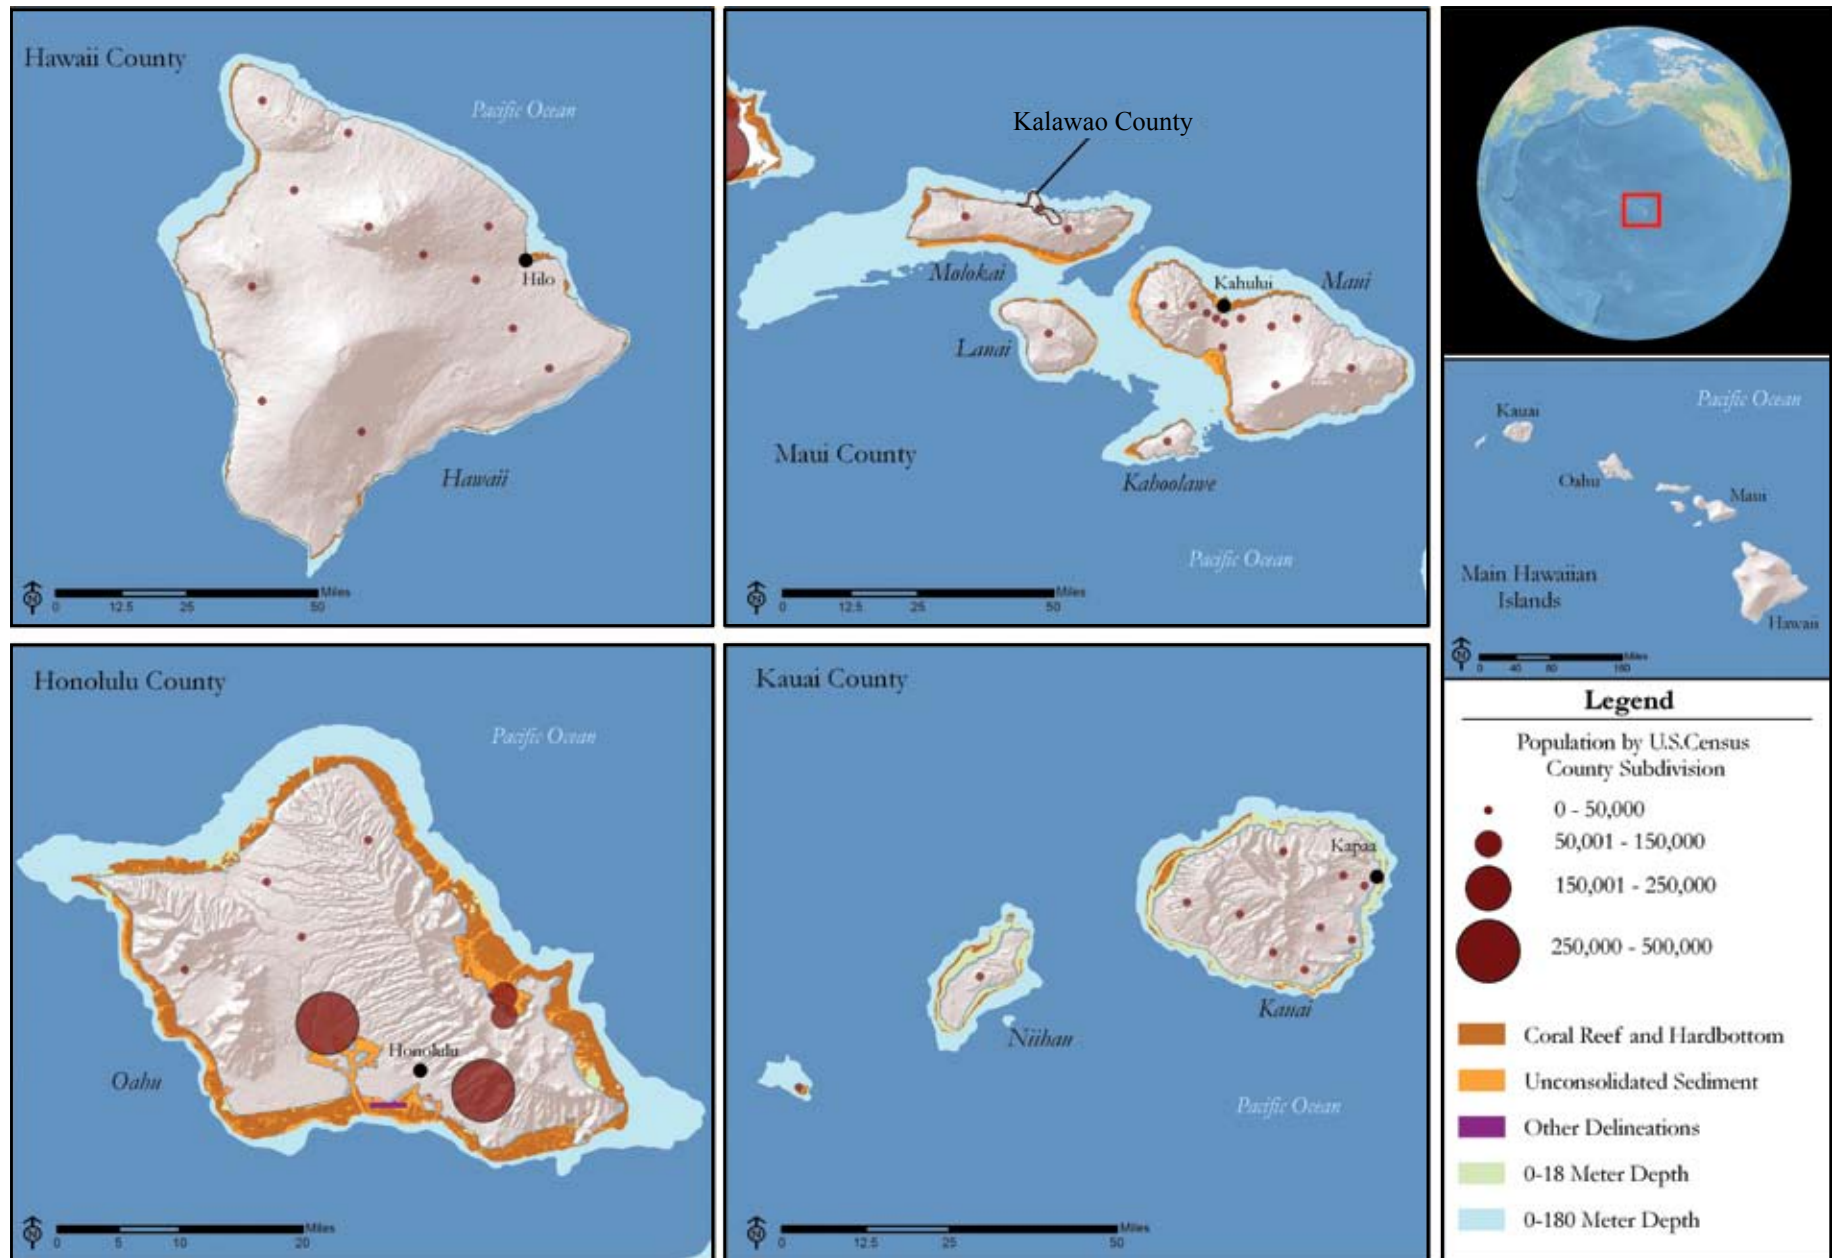 Hawaii County
Pacific Ocean
Hilo
Hawaii
N
Miles
0 12.5 25 50
Kalawao County
Molokai
Kahului
Maui
Lanai
Maui County
Kahoolawe
Pacific Ocean
N
Miles
0 12.5 25 50
Pacific Ocean
Kauai
Oahu
Maui
Main Hawaiian
Islands
Hawaii
N
Miles
0 40 80 160
Honolulu County
Pacific Ocean
Honolulu
Oahu
N
Miles
0 5 10 20
Kauai County
Kapaa
Kauai
Niihau
Pacific Ocean
N
Miles
0 12.5 25 50
Legend
Population by U.S.Census
County Subdivision
0 - 50,000
50,001 - 150,000
150,001 - 250,000
250,000 - 500,000
Coral Reef and Hardbottom
Unconsolidated Sediment
Other Delineations
0-18 Meter Depth
0-180 Meter Depth